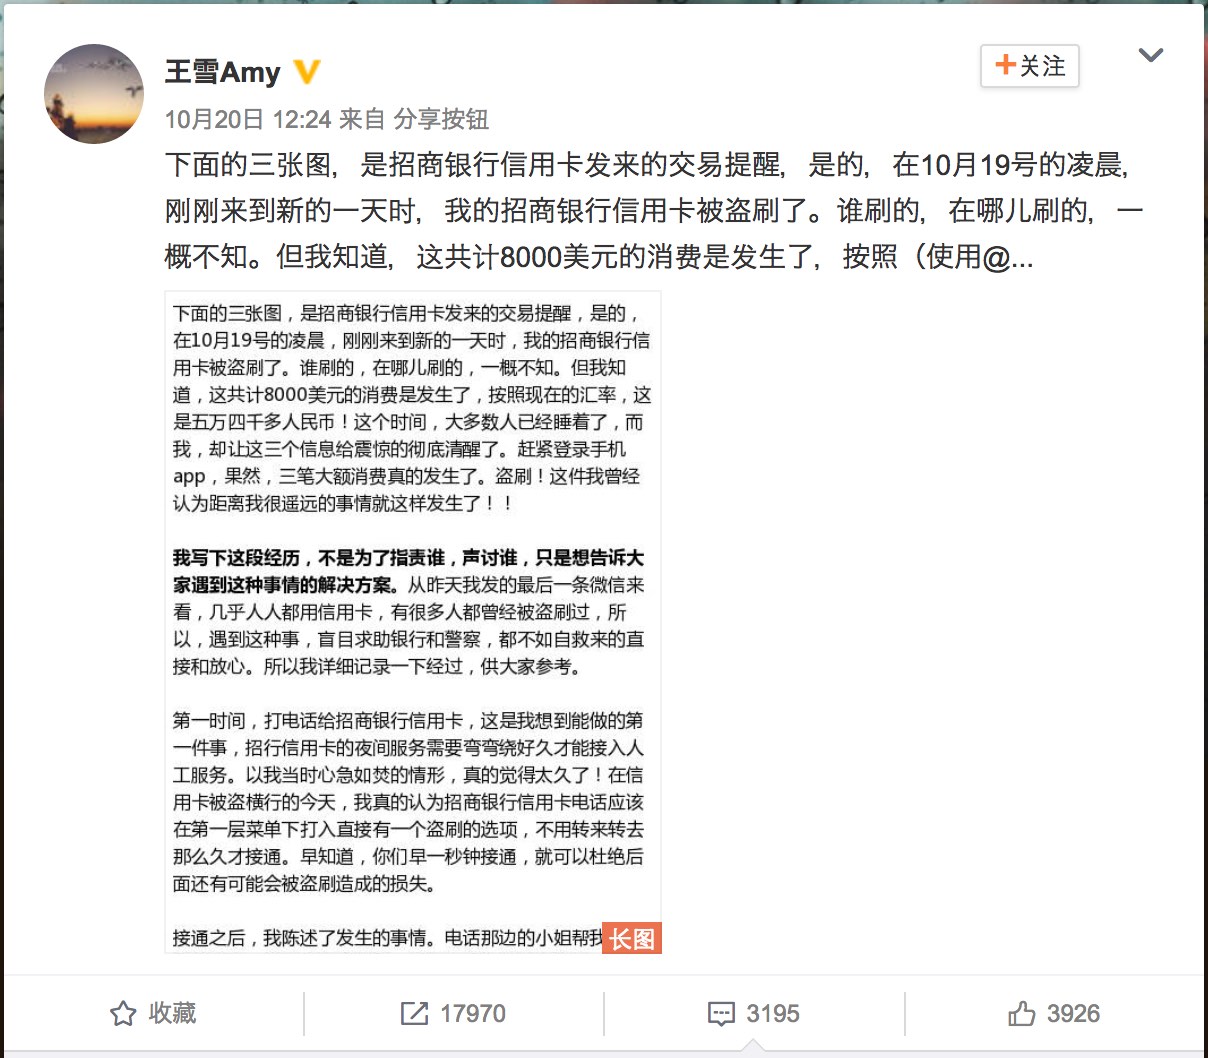 王雪Amy
+关注
10月20日 12:24 来自 分享按钮
下面的三张图，是招商银行信用卡发来的交易提醒，是的，在10月19号的凌晨，
刚刚来到新的一天时，我的招商银行信用卡被盗刷了。谁刷的，在哪儿刷的，一
概不知。但我知道，这共计8000美元的消费是发生了，按照（使用@...
下面的三张图，是招商银行信用卡发来的交易提醒，是的，
在10月19号的凌晨，刚刚来到新的一天时，我的招商银行信
用卡被盗刷了。谁刷的，在哪刷的，一概不知。但我知
道，这共计8000美元的消费是发生了，按照现在的汇率，这
是五万四千多人民币！这个时间，大多数人已经睡着了，而
我，却让这三个信息给震惊的彻底清醒了。赶紧登录手机
app，果然，三笔大额消费真的发生了。盗刷！这件我曾经
认为距离我很遥远的事情就这样发生了！！
我写下这段经历，不是为了指责谁，声讨谁，只是想告诉大
家遇到这种事情的解决方案。从昨天我发的最后一条微信来
看，几乎人人都用信用卡，有很多人都曾经被盗刷过，所
以，遇到这种事，盲目求助银行和警察，都不如自救来的直
接和放心。所以我详细记录一下经过，供大家参考。
第一时间，打电话给招商银行信用卡，这是我想到能做的第
一件事，招行信用卡的夜间服务需要弯弯绕好久才能接入人
工服务。以我当时心急如焚的情形，真的觉得太久了！在信
用卡被盗横行的今天，我真的认为招商银行信用卡电话应该
在第一层菜单下打入直接有一个盗刷的选项，不用转来转去
那么久才接通。早知道，你们早一秒钟接通，就可以杜绝后
面还有可能会被盗刷造成的损失。
接通之后，我陈述了发生的事情。电话那边的小姐帮我
长图
收藏
17970
3195
3926